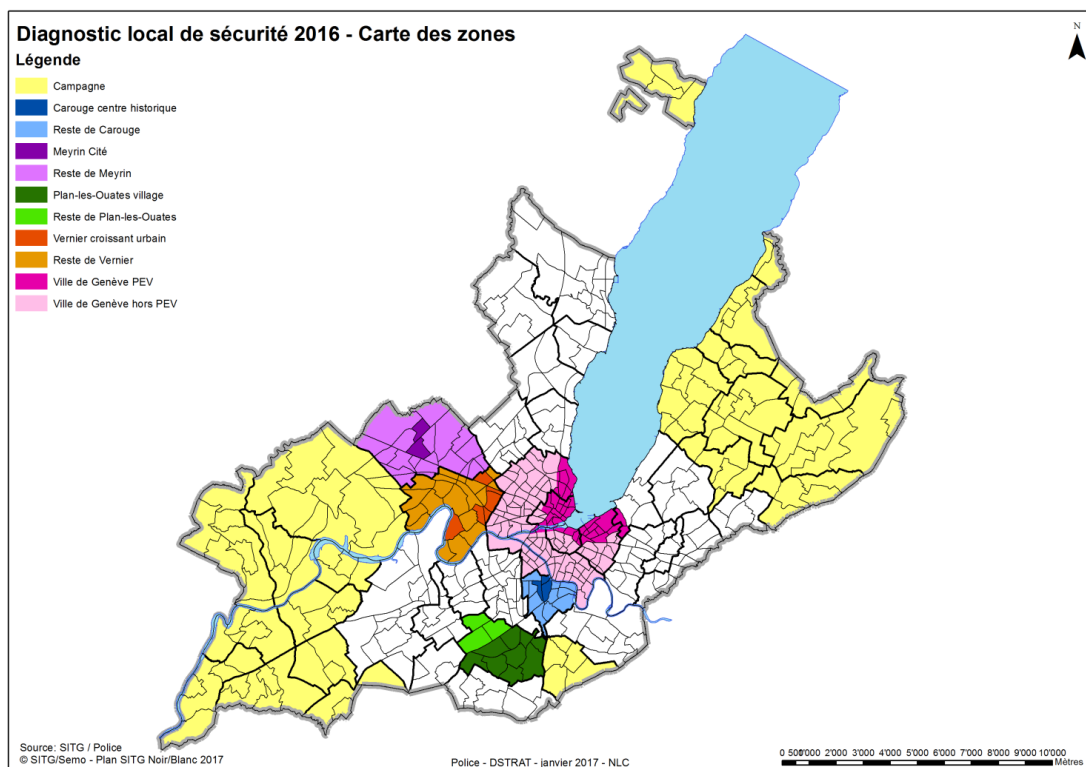 Diagnostic local de sécurité 2016 - Carte des zones
Légende
Campagne
Carouge centre historique
Reste de Carouge
Meyrin Cité
Reste de Meyrin
Plan-les-Ouates village
Reste de Plan-les-Ouates
Vernier croissant urbain
Reste de Vernier
Ville de Genève PEV
Ville de Genève hors PEV
N
Source: SITG / Police
© SITG/Semo - Plan SITG Noir/Blanc 2017
Police - DSTRAT - janvier 2017 - NLC
0 500 1'000 2'000 3'000 4'000 5'000 6'000 7'000 8'000 9'000 10'000
Mètres